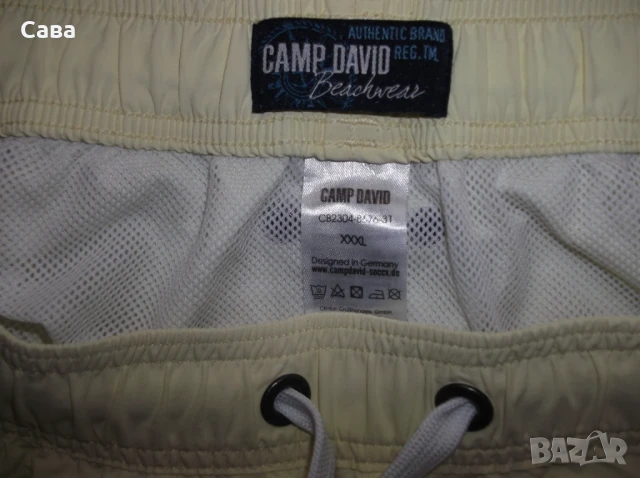 Сава
AUTHENTIC BRAND
CAMP DAVID REG.TM.
Beachwear
CAMP DAVID
XXXL
Designed in Germany
www.campdavid-soccx.de
BAZAR